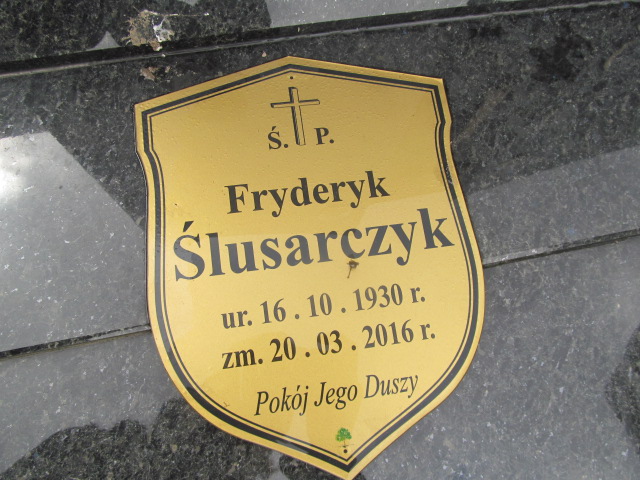 Ś. P.
Fryderyk
Ślusarczyk
ur. 16 . 10 . 1930 r.
zm. 20 . 03 . 2016 r.
Pokój Jego Duszy